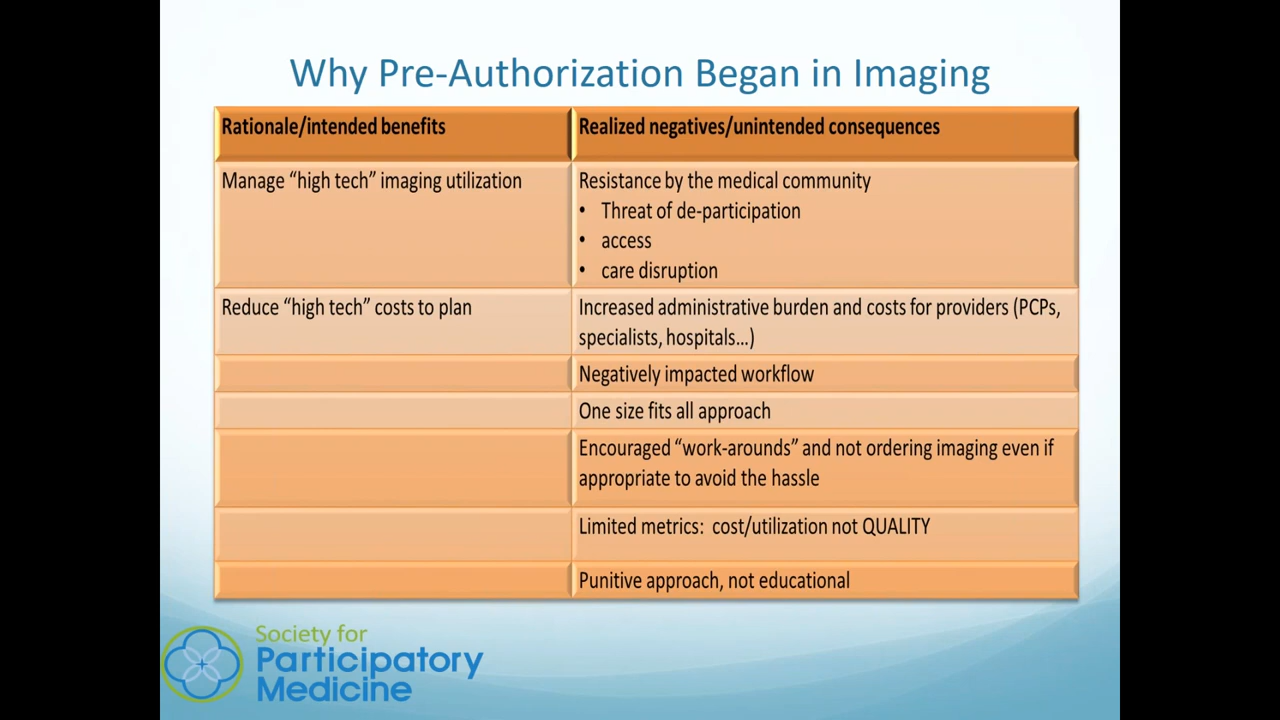 Why Pre-Authorization Began in Imaging
Rationale/intended benefits
Realized negatives/unintended consequences
Manage “high tech” imaging utilization
Resistance by the medical community
• Threat of de-participation
• access
• care disruption
Reduce “high tech” costs to plan
Increased administrative burden and costs for providers (PCPs,
specialists, hospitals…)
Negatively impacted workflow
One size fits all approach
Encouraged “work-arounds” and not ordering imaging even if
appropriate to avoid the hassle
Limited metrics:  cost/utilization not QUALITY
Punitive approach, not educational
Society for
Participatory
Medicine